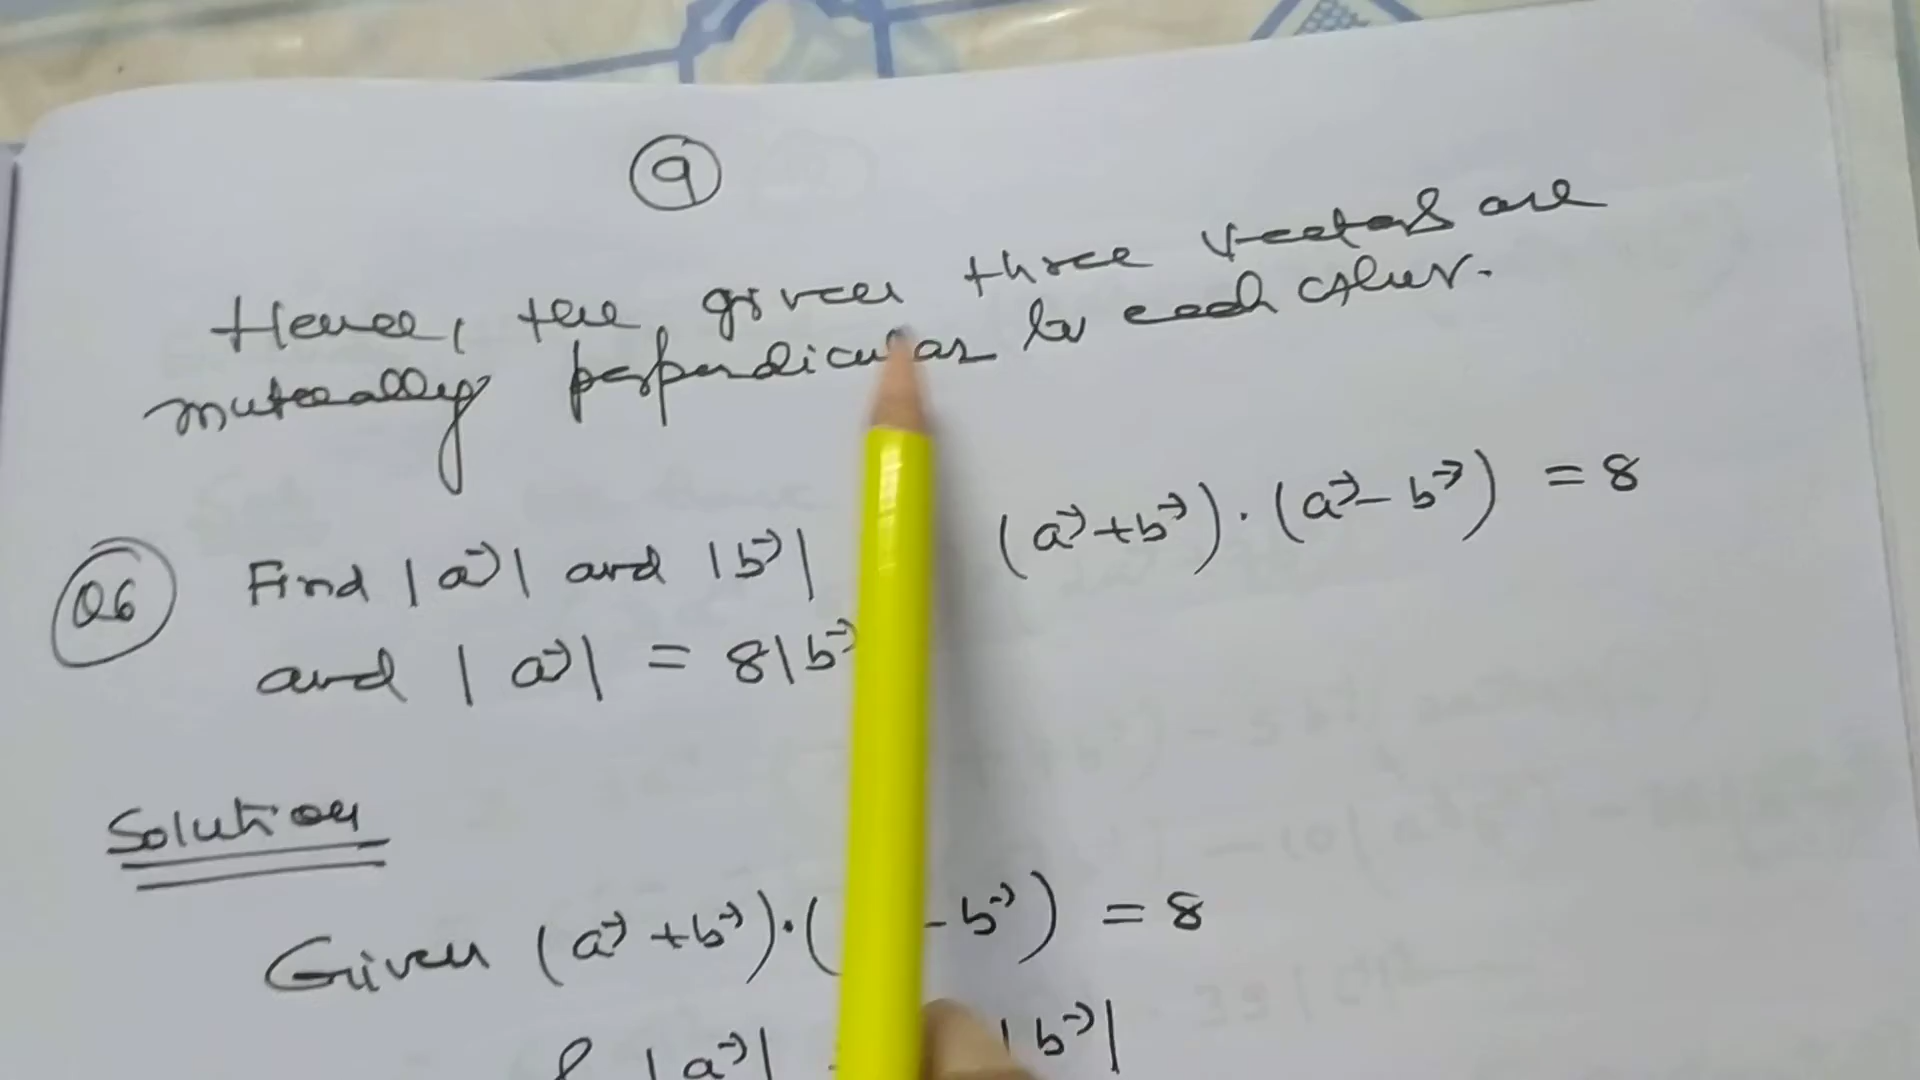 9
Hence, the given three vectors are
mutually perpendicular to each other.
Q6 Find |a→| and |b→| (a→+b→)·(a→-b→) = 8
and |a→| = 8|b→
Solution
Given (a→+b→)·( -b→) = 8
& |a→| |b→|